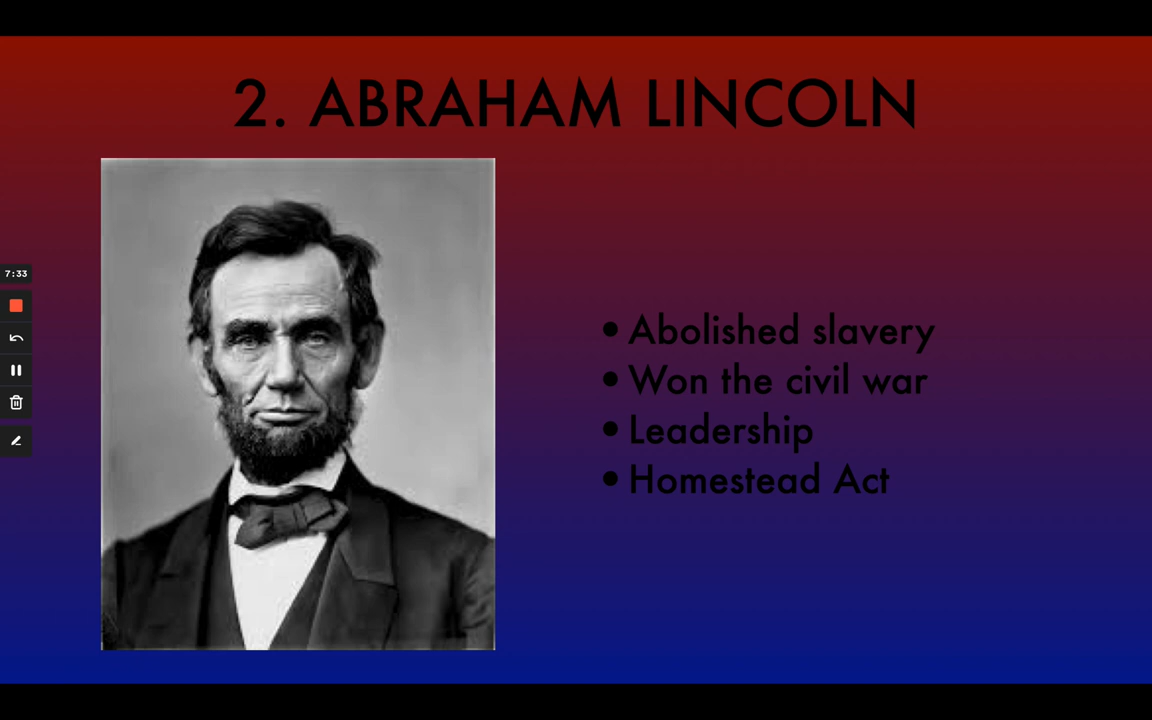 2. ABRAHAM LINCOLN
7:33
• Abolished slavery
• Won the civil war
• Leadership
• Homestead Act